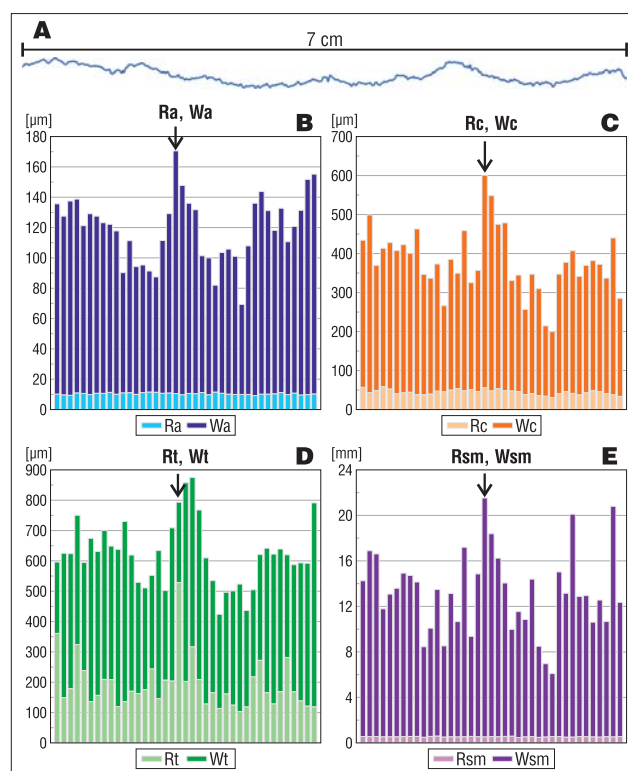 A
7 cm
Ra, Wa
B
[µm]
180
160
140
120
100
80
60
40
20
0
Ra Wa
Rc, Wc
C
[µm]
700
600
500
400
300
200
100
0
Rc Wc
Rt, Wt
D
[µm]
900
800
700
600
500
400
300
200
100
0
Rt Wt
Rsm, Wsm
E
[mm]
24
20
16
12
8
4
0
Rsm Wsm